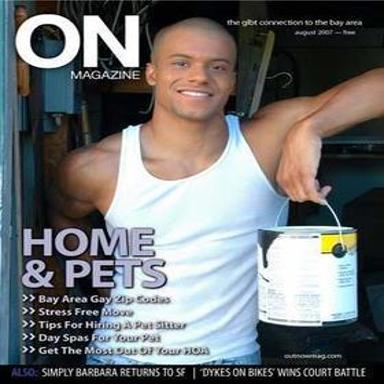 ON
MAGAZINE
the glbt connection to the bay area
august 2007 — free
HOME
& PETS
>> Bay Area Gay Zip Codes
>> Stress Free Move
>> Tips For Hiring A Pet Sitter
>> Day Spas For Your Pet
>> Get The Most Out Of Your HOA
outnowmag.com
ALSO: SIMPLY BARBARA RETURNS TO SF | 'DYKES ON BIKES' WINS COURT BATTLE